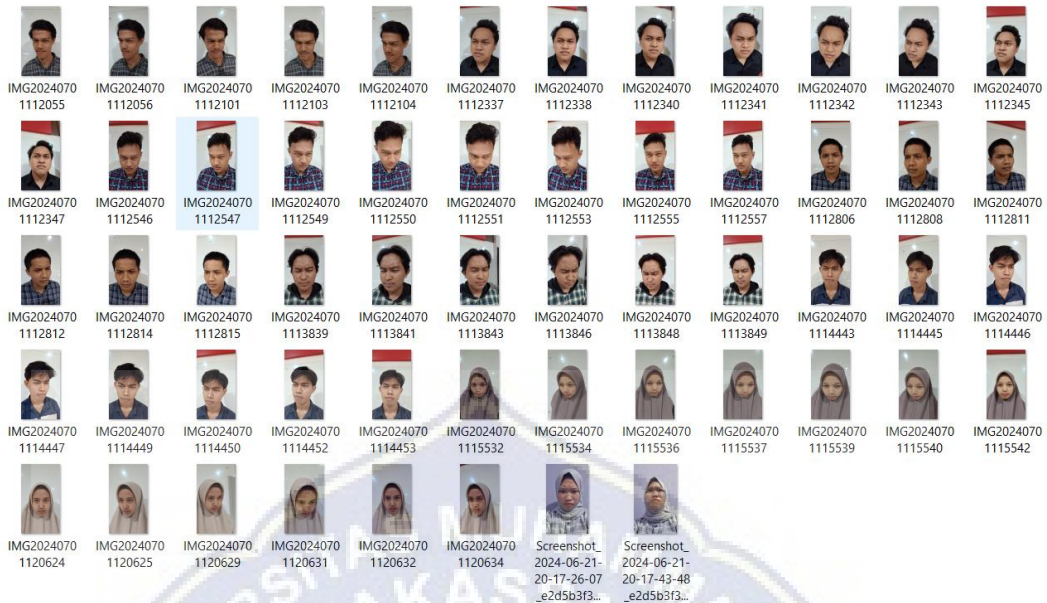 IMG2024070 IMG2024070 IMG2024070 IMG2024070 IMG2024070 IMG2024070 IMG2024070 IMG2024070 IMG2024070 IMG2024070 IMG2024070 IMG2024070
1112055 1112056 1112101 1112103 1112104 1112337 1112338 1112340 1112341 1112342 1112343 1112345
IMG2024070 IMG2024070 IMG2024070 IMG2024070 IMG2024070 IMG2024070 IMG2024070 IMG2024070 IMG2024070 IMG2024070 IMG2024070 IMG2024070
1112347 1112546 1112547 1112549 1112550 1112551 1112553 1112555 1112557 1112806 1112808 1112811
IMG2024070 IMG2024070 IMG2024070 IMG2024070 IMG2024070 IMG2024070 IMG2024070 IMG2024070 IMG2024070 IMG2024070 IMG2024070 IMG2024070
1112812 1112814 1112815 1113839 1113841 1113843 1113846 1113848 1113849 1114443 1114445 1114446
IMG2024070 IMG2024070 IMG2024070 IMG2024070 IMG2024070 IMG2024070 IMG2024070 IMG2024070 IMG2024070 IMG2024070 IMG2024070 IMG2024070
1114447 1114449 1114450 1114452 1114453 1115532 1115534 1115536 1115537 1115539 1115540 1115542
IMG2024070 IMG2024070 IMG2024070 IMG2024070 IMG2024070 IMG2024070 Screenshot_ Screenshot_
1120624 1120625 1120629 1120631 1120632 1120634 2024-06-21- 2024-06-21-
20-17-26-07 20-17-43-48
_e2d5b3f3... _e2d5b3f3...